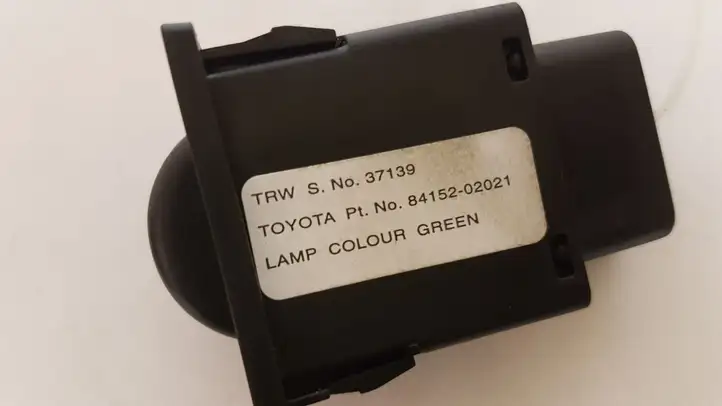 TRW S. No. 37139
TOYOTA Pt. No. 84152-02021
LAMP COLOUR GREEN